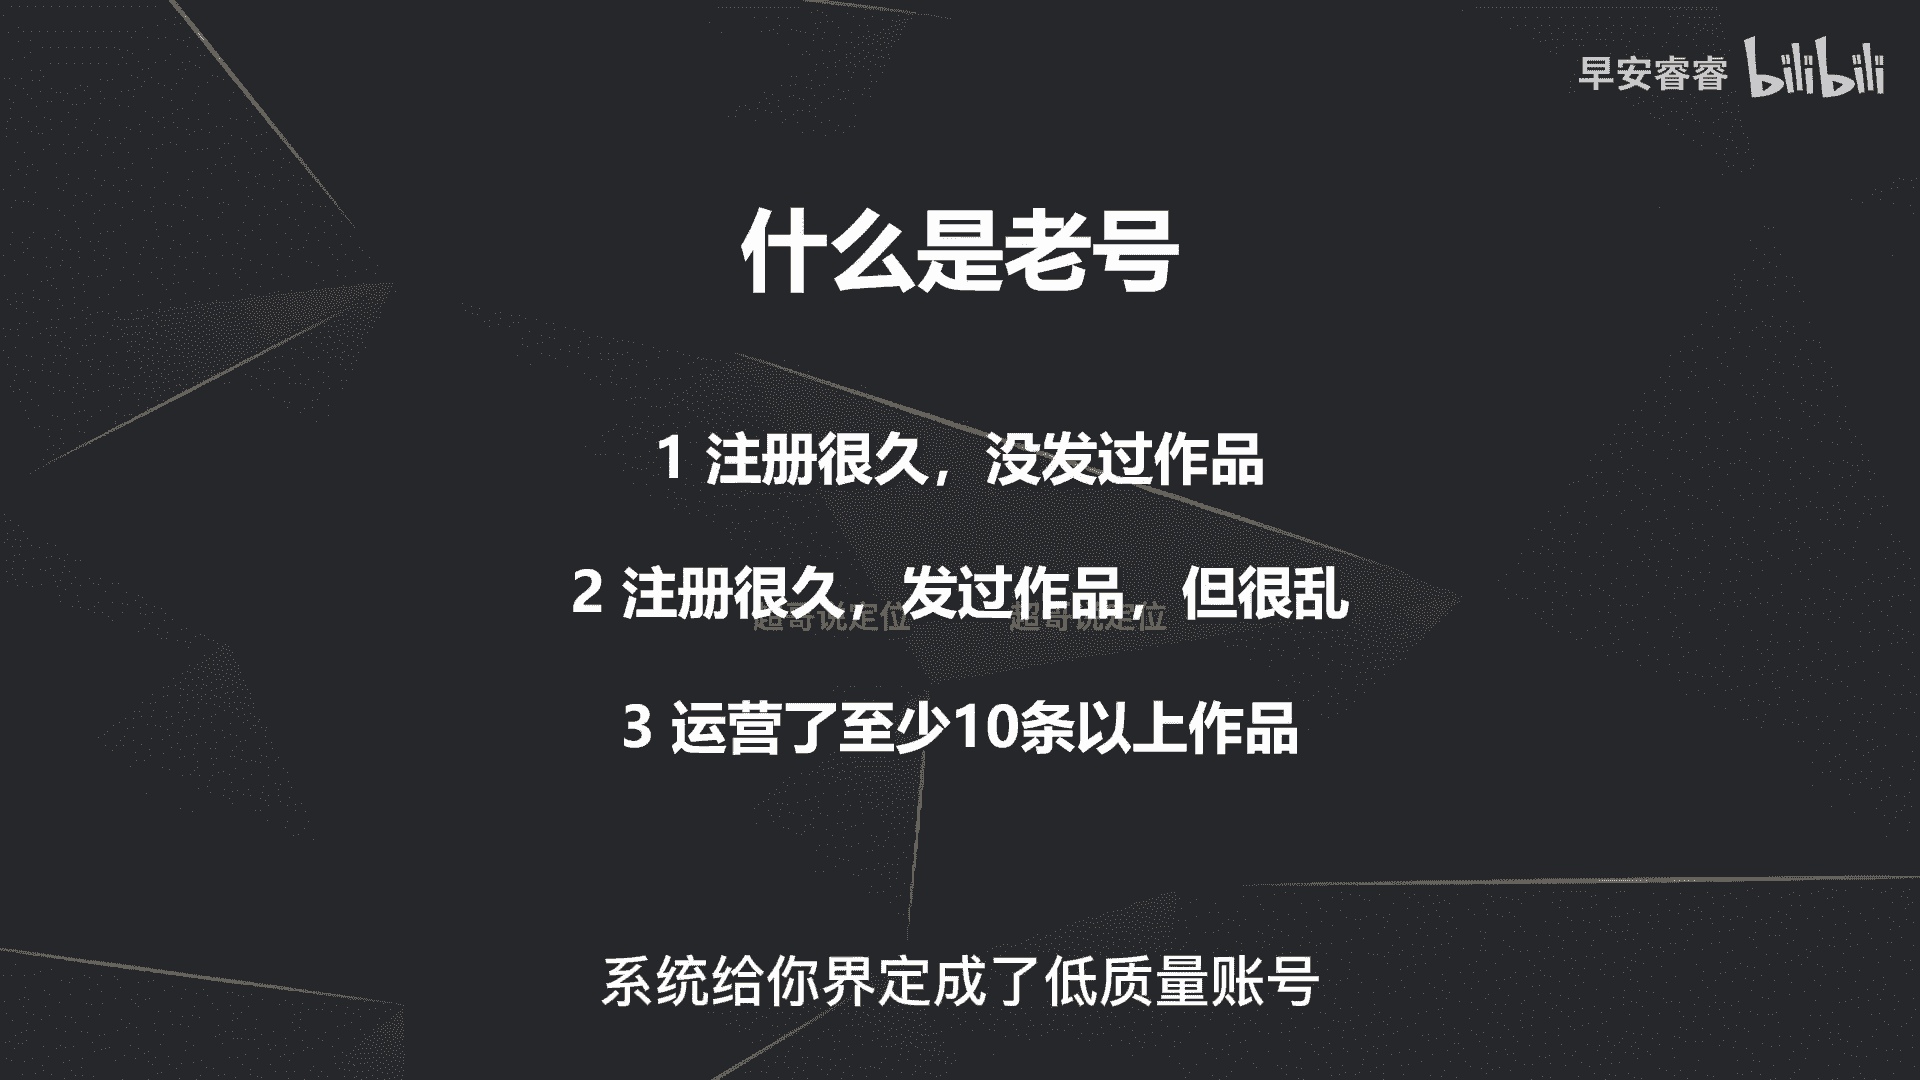 早安睿睿 bilibili
什么是老号
1 注册很久，没发过作品
2 注册很久，发过作品，但很乱
超哥说定位 超哥说定位
3 运营了至少10条以上作品
系统给你界定成了低质量账号